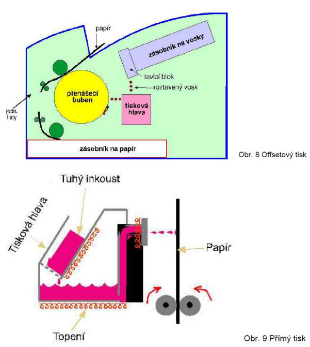 papír
zásobník na vosky
tavící blok
roztavený vosk
přenášecí
buben
tisková
hlava
zásobník na papír
Obr. 8 Offsetový tisk
Tuhý inkoust
Tisková hlava
Papír
Topení
Obr. 9 Přímý tisk